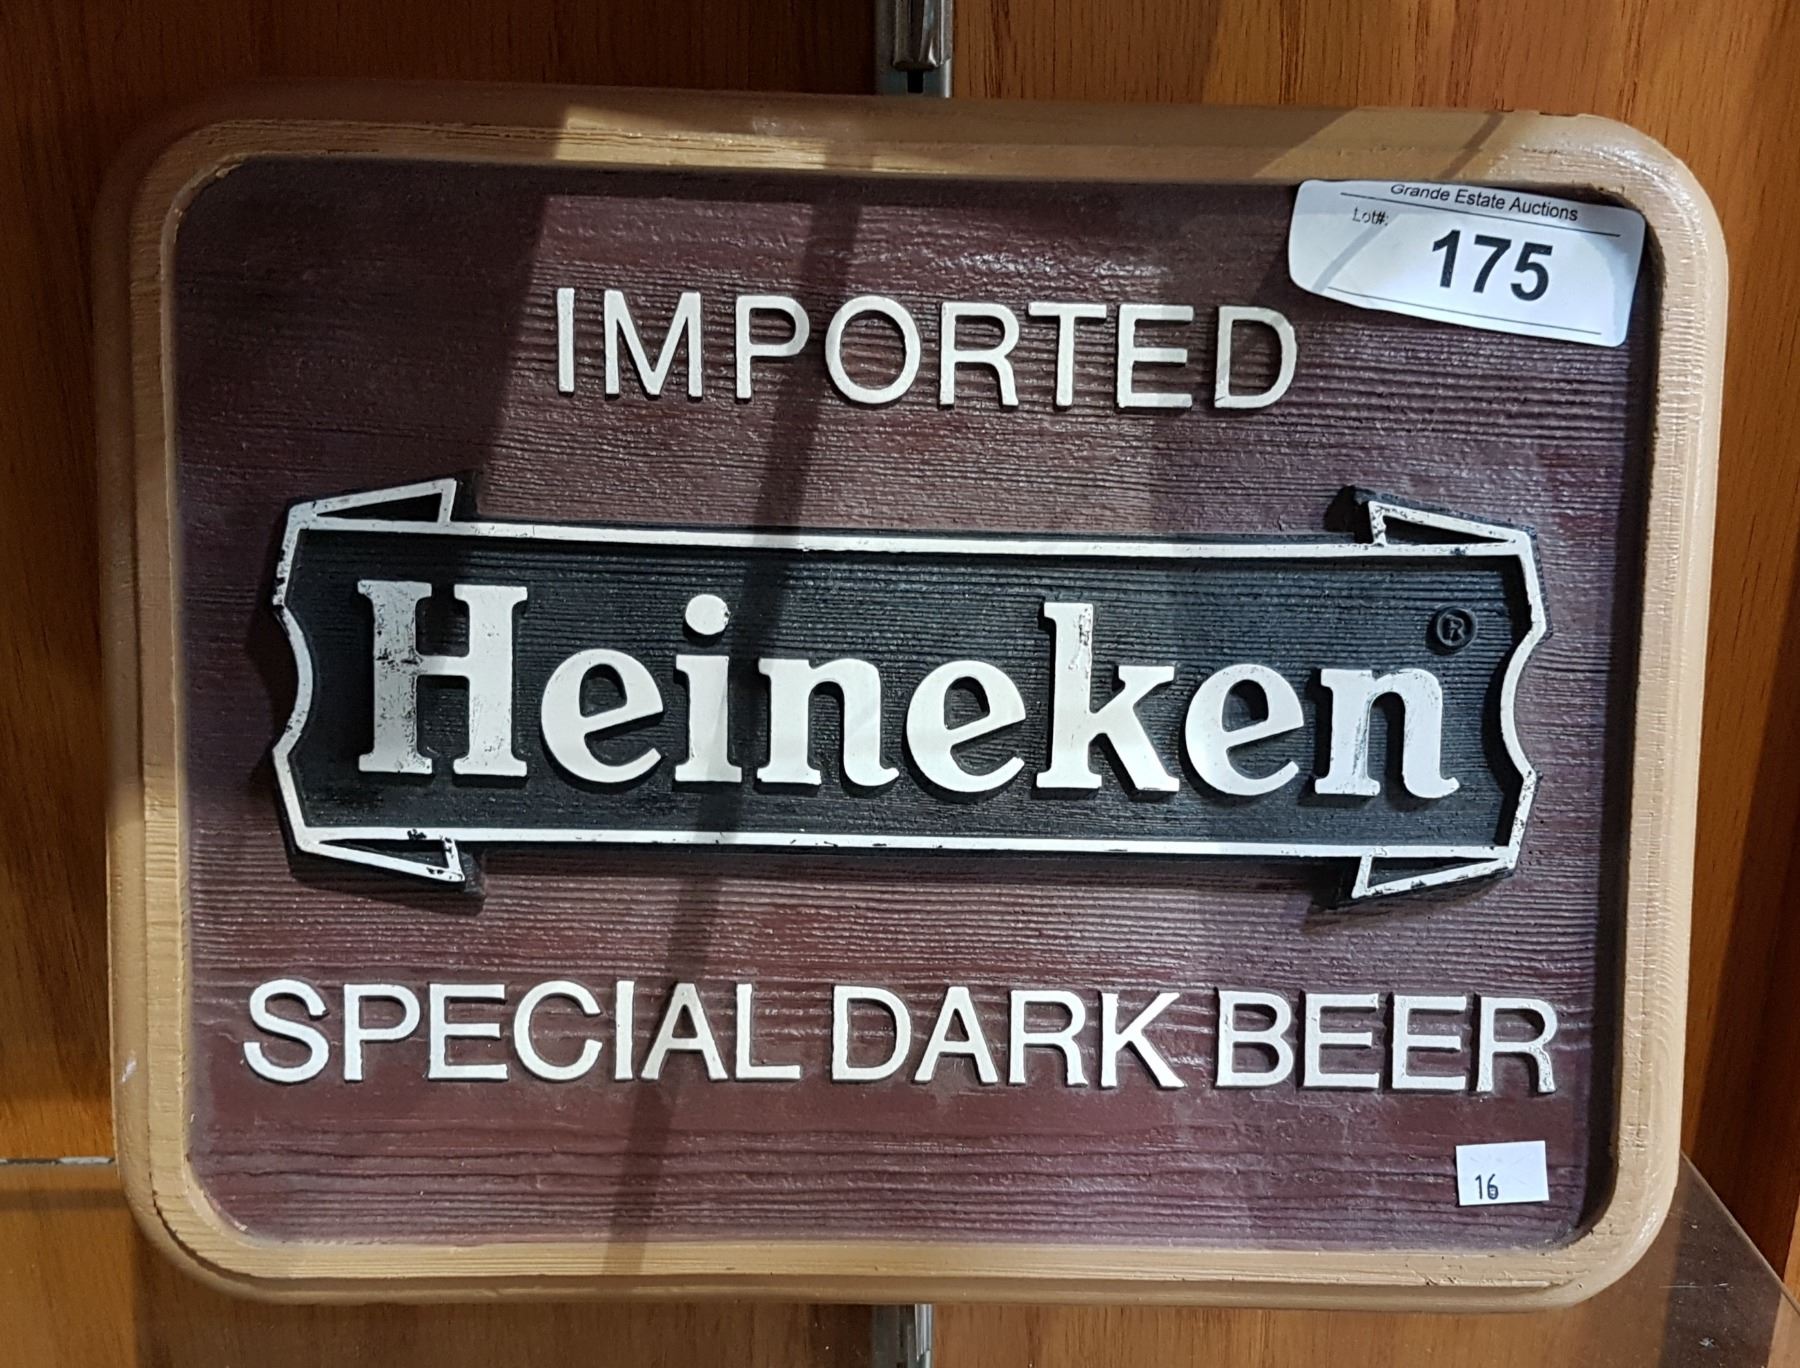 Grande Estate Auctions
Lot#:
175
IMPORTED
Heineken®
SPECIAL DARK BEER
16